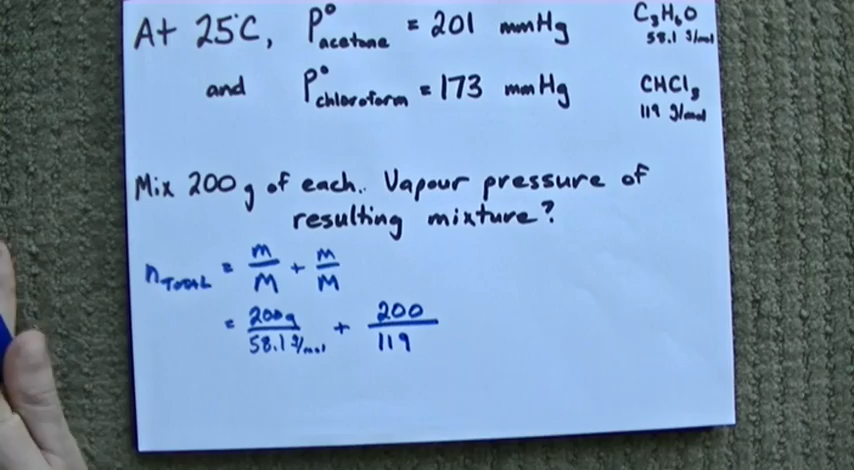 At 25°C, P°acetone = 201 mmHg C3H6O
58.1 g/mol
and P°chloroform = 173 mmHg CHCl3
119 g/mol
Mix 200 g of each. Vapour pressure of
resulting mixture?
nTOTAL = m/M + m/M
= 200g/58.1 g/mol + 200/119